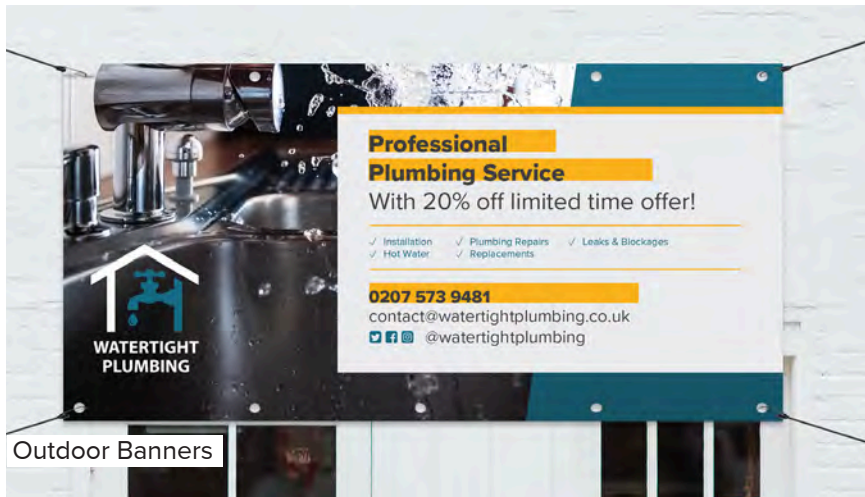 Professional
Plumbing Service
With 20% off limited time offer!
✓ Installation ✓ Plumbing Repairs ✓ Leaks & Blockages
✓ Hot Water ✓ Replacements
0207 573 9481
contact@watertightplumbing.co.uk
@watertightplumbing
WATERTIGHT
PLUMBING
Outdoor Banners